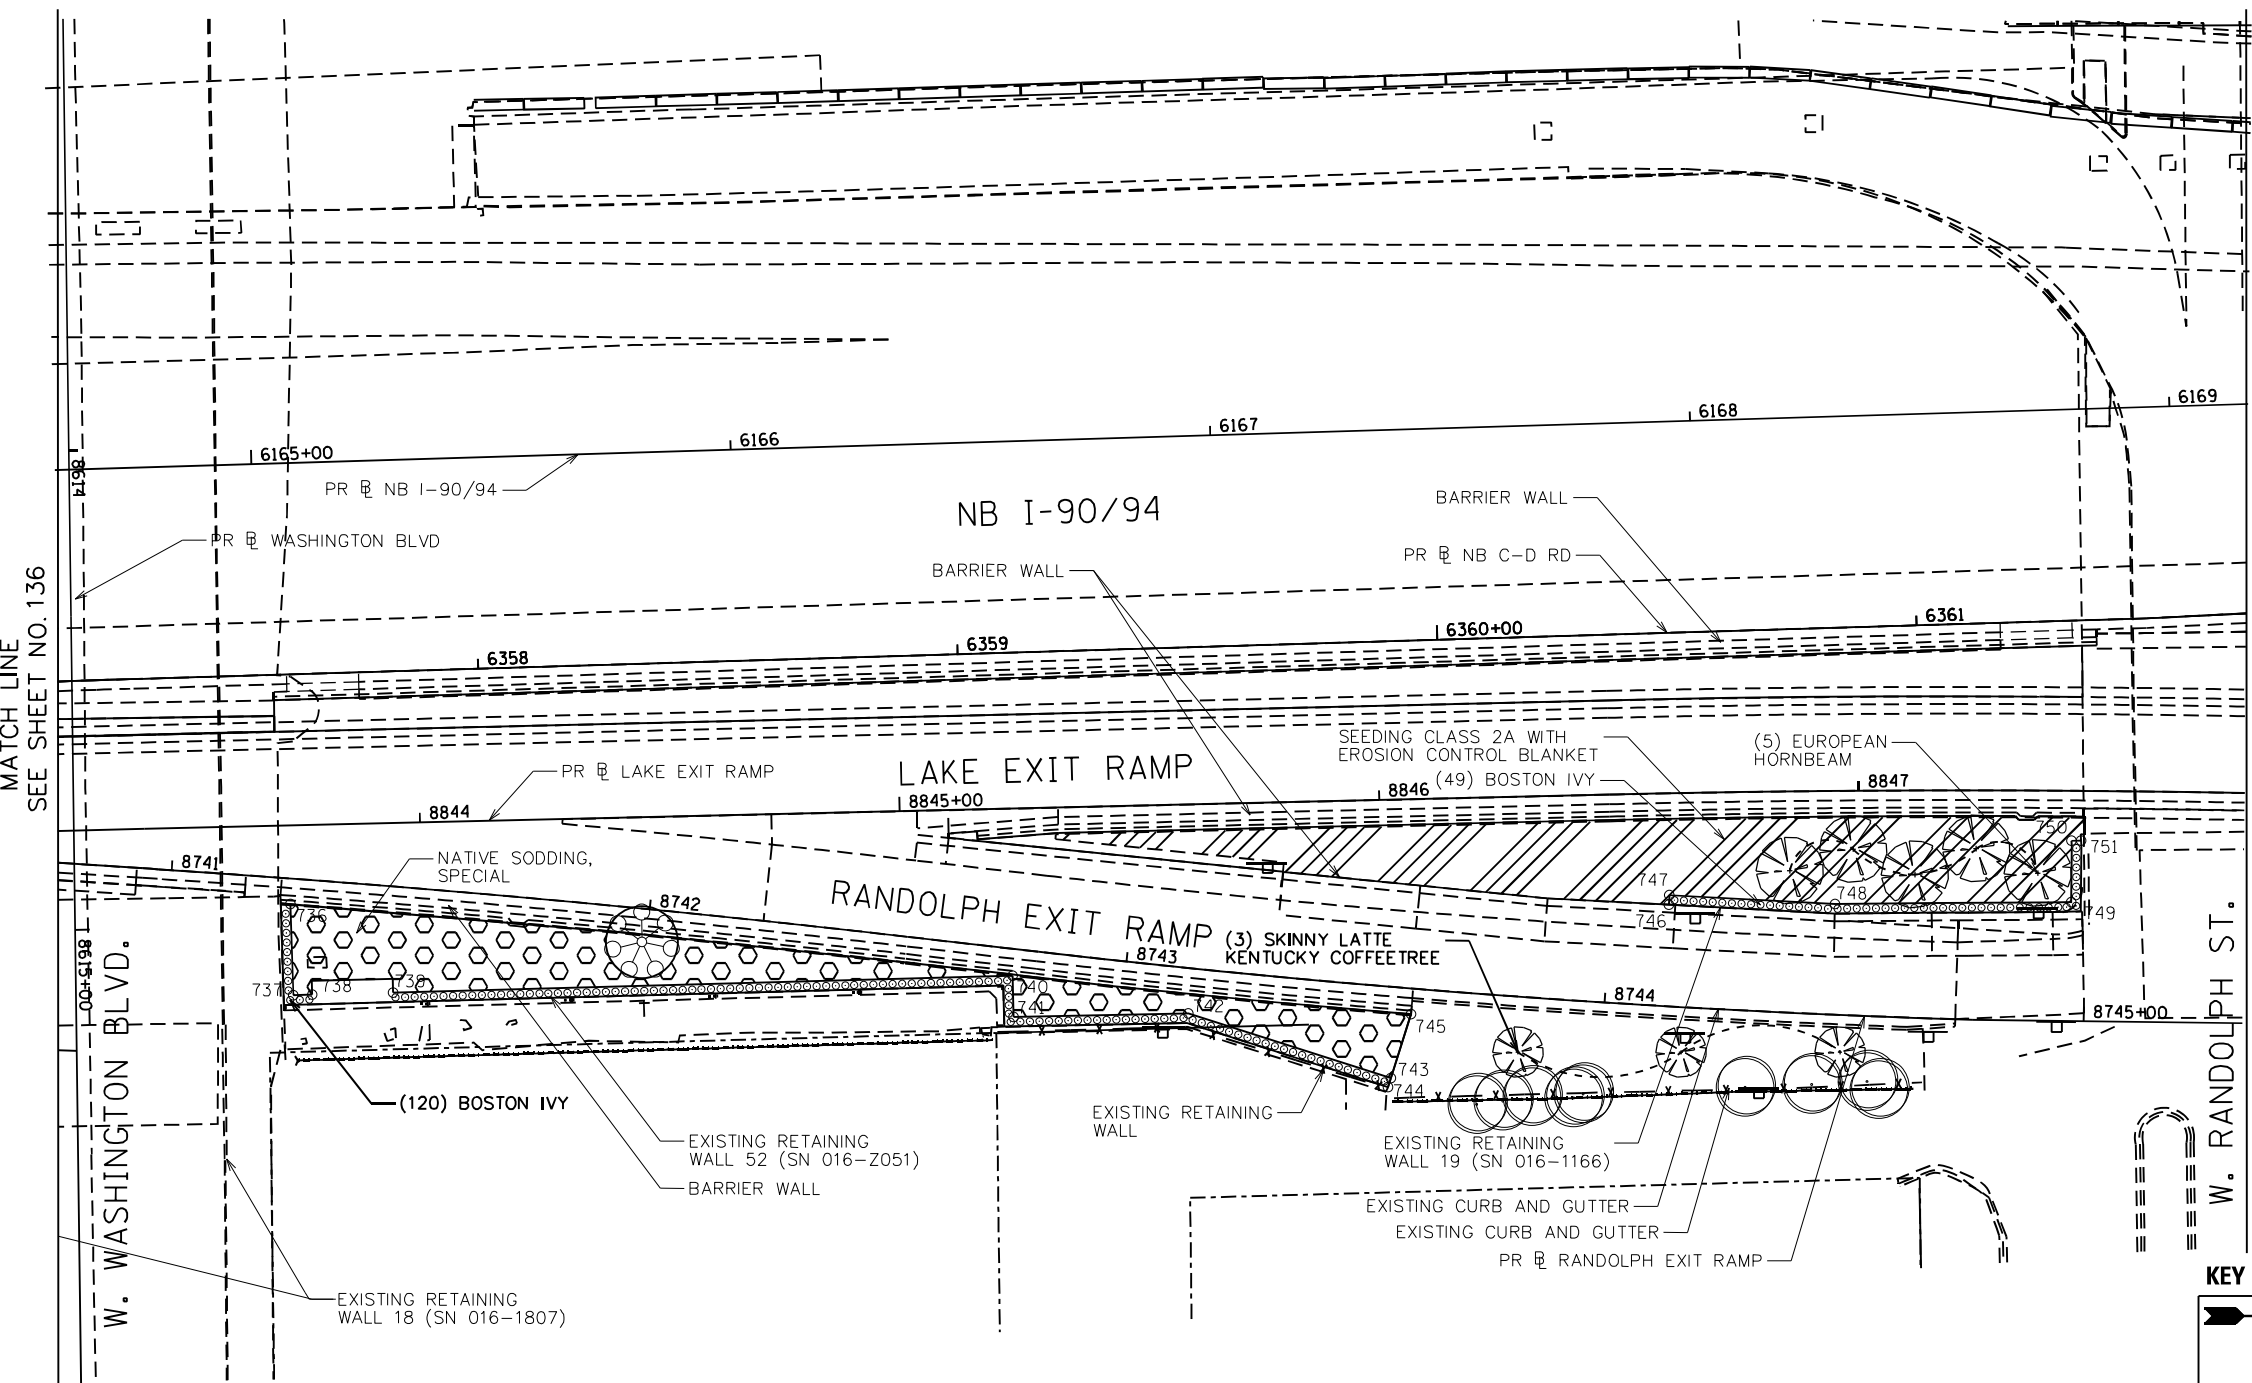 6169
6168
6167
6166
6165+00
8614
PR ⅊ NB I-90/94
NB I-90/94
BARRIER WALL
PR ⅊ WASHINGTON BLVD
PR ⅊ NB C-D RD
BARRIER WALL
MATCH LINE
SEE SHEET NO. 136
6361
6360+00
6359
6358
SEEDING CLASS 2A WITH
EROSION CONTROL BLANKET
(5) EUROPEAN
HORNBEAM
(49) BOSTON IVY
LAKE EXIT RAMP
PR ⅊ LAKE EXIT RAMP
8847
8846
8845+00
8844
750
751
NATIVE SODDING,
SPECIAL
8741
747
748
746
749
736
8742
RANDOLPH EXIT RAMP
(3) SKINNY LATTE
KENTUCKY COFFEETREE
8743
8615+00
737
738
739
740
741
742
745
8744
8745+00
743
744
W. WASHINGTON BLVD.
W. RANDOLPH ST.
(120) BOSTON IVY
EXISTING RETAINING
WALL
EXISTING RETAINING
WALL 52 (SN 016-Z051)
EXISTING RETAINING
WALL 19 (SN 016-1166)
BARRIER WALL
EXISTING CURB AND GUTTER
EXISTING CURB AND GUTTER
PR ⅊ RANDOLPH EXIT RAMP
EXISTING RETAINING
WALL 18 (SN 016-1807)
KEY